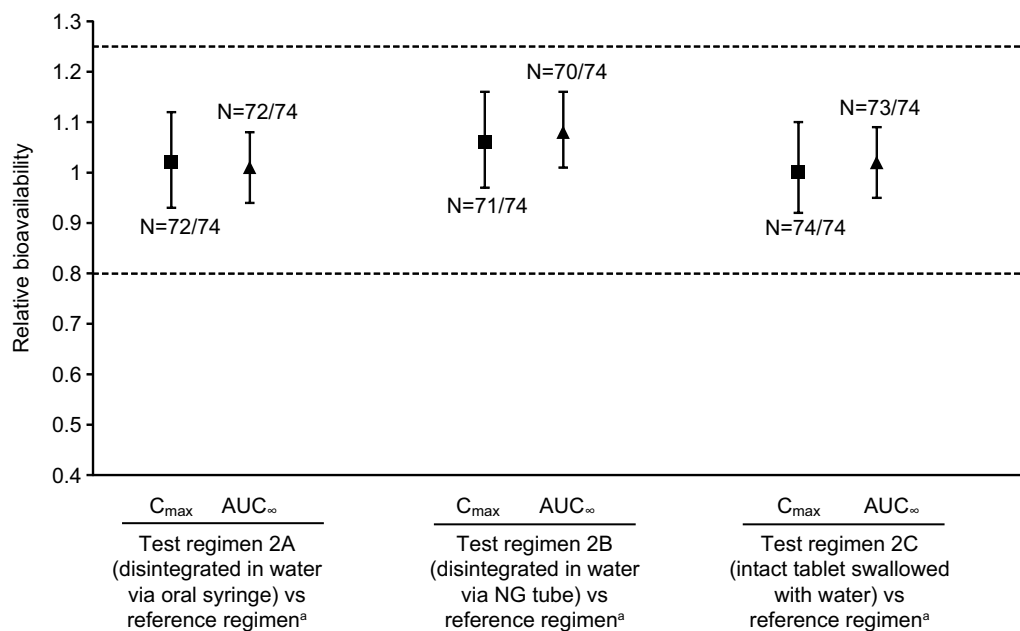 1.3
1.2
1.1
1
0.9
0.8
0.7
0.6
0.5
0.4
Relative bioavailability
N=72/74
N=72/74
N=70/74
N=71/74
N=73/74
N=74/74
Cmax AUC∞
Test regimen 2A
(disintegrated in water
via oral syringe) vs
reference regimenᵃ
Cmax AUC∞
Test regimen 2B
(disintegrated in water
via NG tube) vs
reference regimenᵃ
Cmax AUC∞
Test regimen 2C
(intact tablet swallowed
with water) vs
reference regimenᵃ